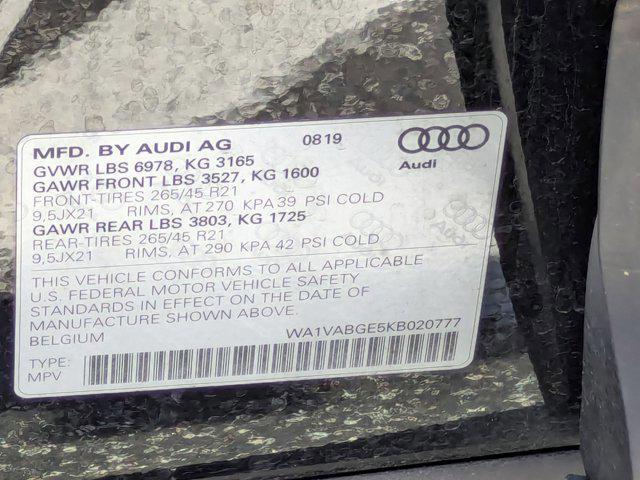 MFD. BY AUDI AG 0819
Audi
GVWR LBS 6978, KG 3165
GAWR FRONT LBS 3527, KG 1600
FRONT-TIRES 265/45 R21
9,5JX21 RIMS, AT 270 KPA 39 PSI COLD
GAWR REAR LBS 3803, KG 1725
REAR-TIRES 265/45 R21
9,5JX21 RIMS, AT 290 KPA 42 PSI COLD
THIS VEHICLE CONFORMS TO ALL APPLICABLE
U.S. FEDERAL MOTOR VEHICLE SAFETY
STANDARDS IN EFFECT ON THE DATE OF
MANUFACTURE SHOWN ABOVE.
BELGIUM WA1VABGE5KB020777
TYPE:
MPV